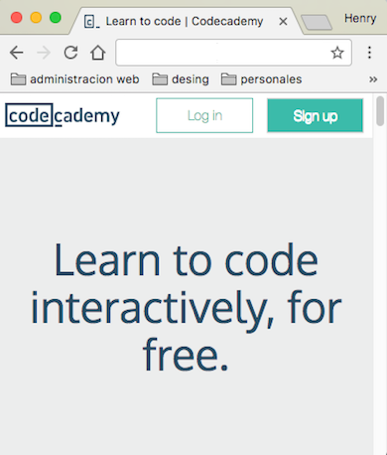 Learn to code | Codecademy
Henry
administracion web desing personales
codecademy Log in Sign up
Learn to code
interactively, for
free.